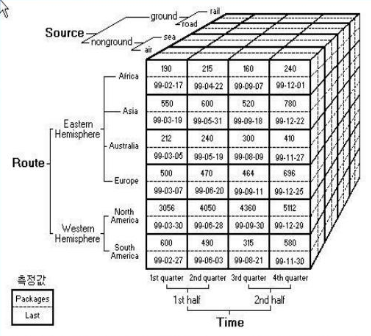 ground
rail
road
Source
nonground
sea
air
190 215 160 240
Africa
99-02-17 99-04-22 99-09-07 99-12-01
550 600 520 780
Asia
99-03-19 99-05-31 99-09-18 99-12-22
Eastern
Hemisphere
212 240 300 410
Australia
99-03-05 99-05-19 99-08-09 99-11-27
Route
500 470 464 696
Europe
99-03-07 99-06-20 99-09-11 99-12-25
3056 4050 4360 5112
North
America
99-03-30 99-06-28 99-09-30 99-12-29
Western
Hemisphere
600 490 315 580
South
America
99-02-27 99-06-03 99-08-21 99-11-30
1st quarter 2nd quarter 3rd quarter 4th quarter
1st half 2nd half
Time
측정값
Packages
Last